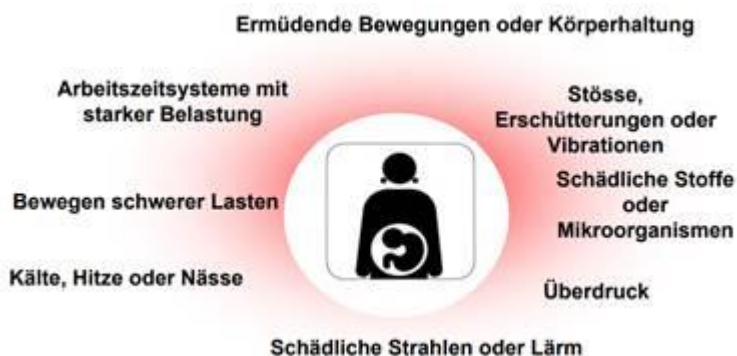 Ermüdende Bewegungen oder Körperhaltung
Arbeitszeitsysteme mit
starker Belastung
Stösse,
Erschütterungen oder
Vibrationen
Bewegen schwerer Lasten
Schädliche Stoffe
oder
Mikroorganismen
Kälte, Hitze oder Nässe
Überdruck
Schädliche Strahlen oder Lärm